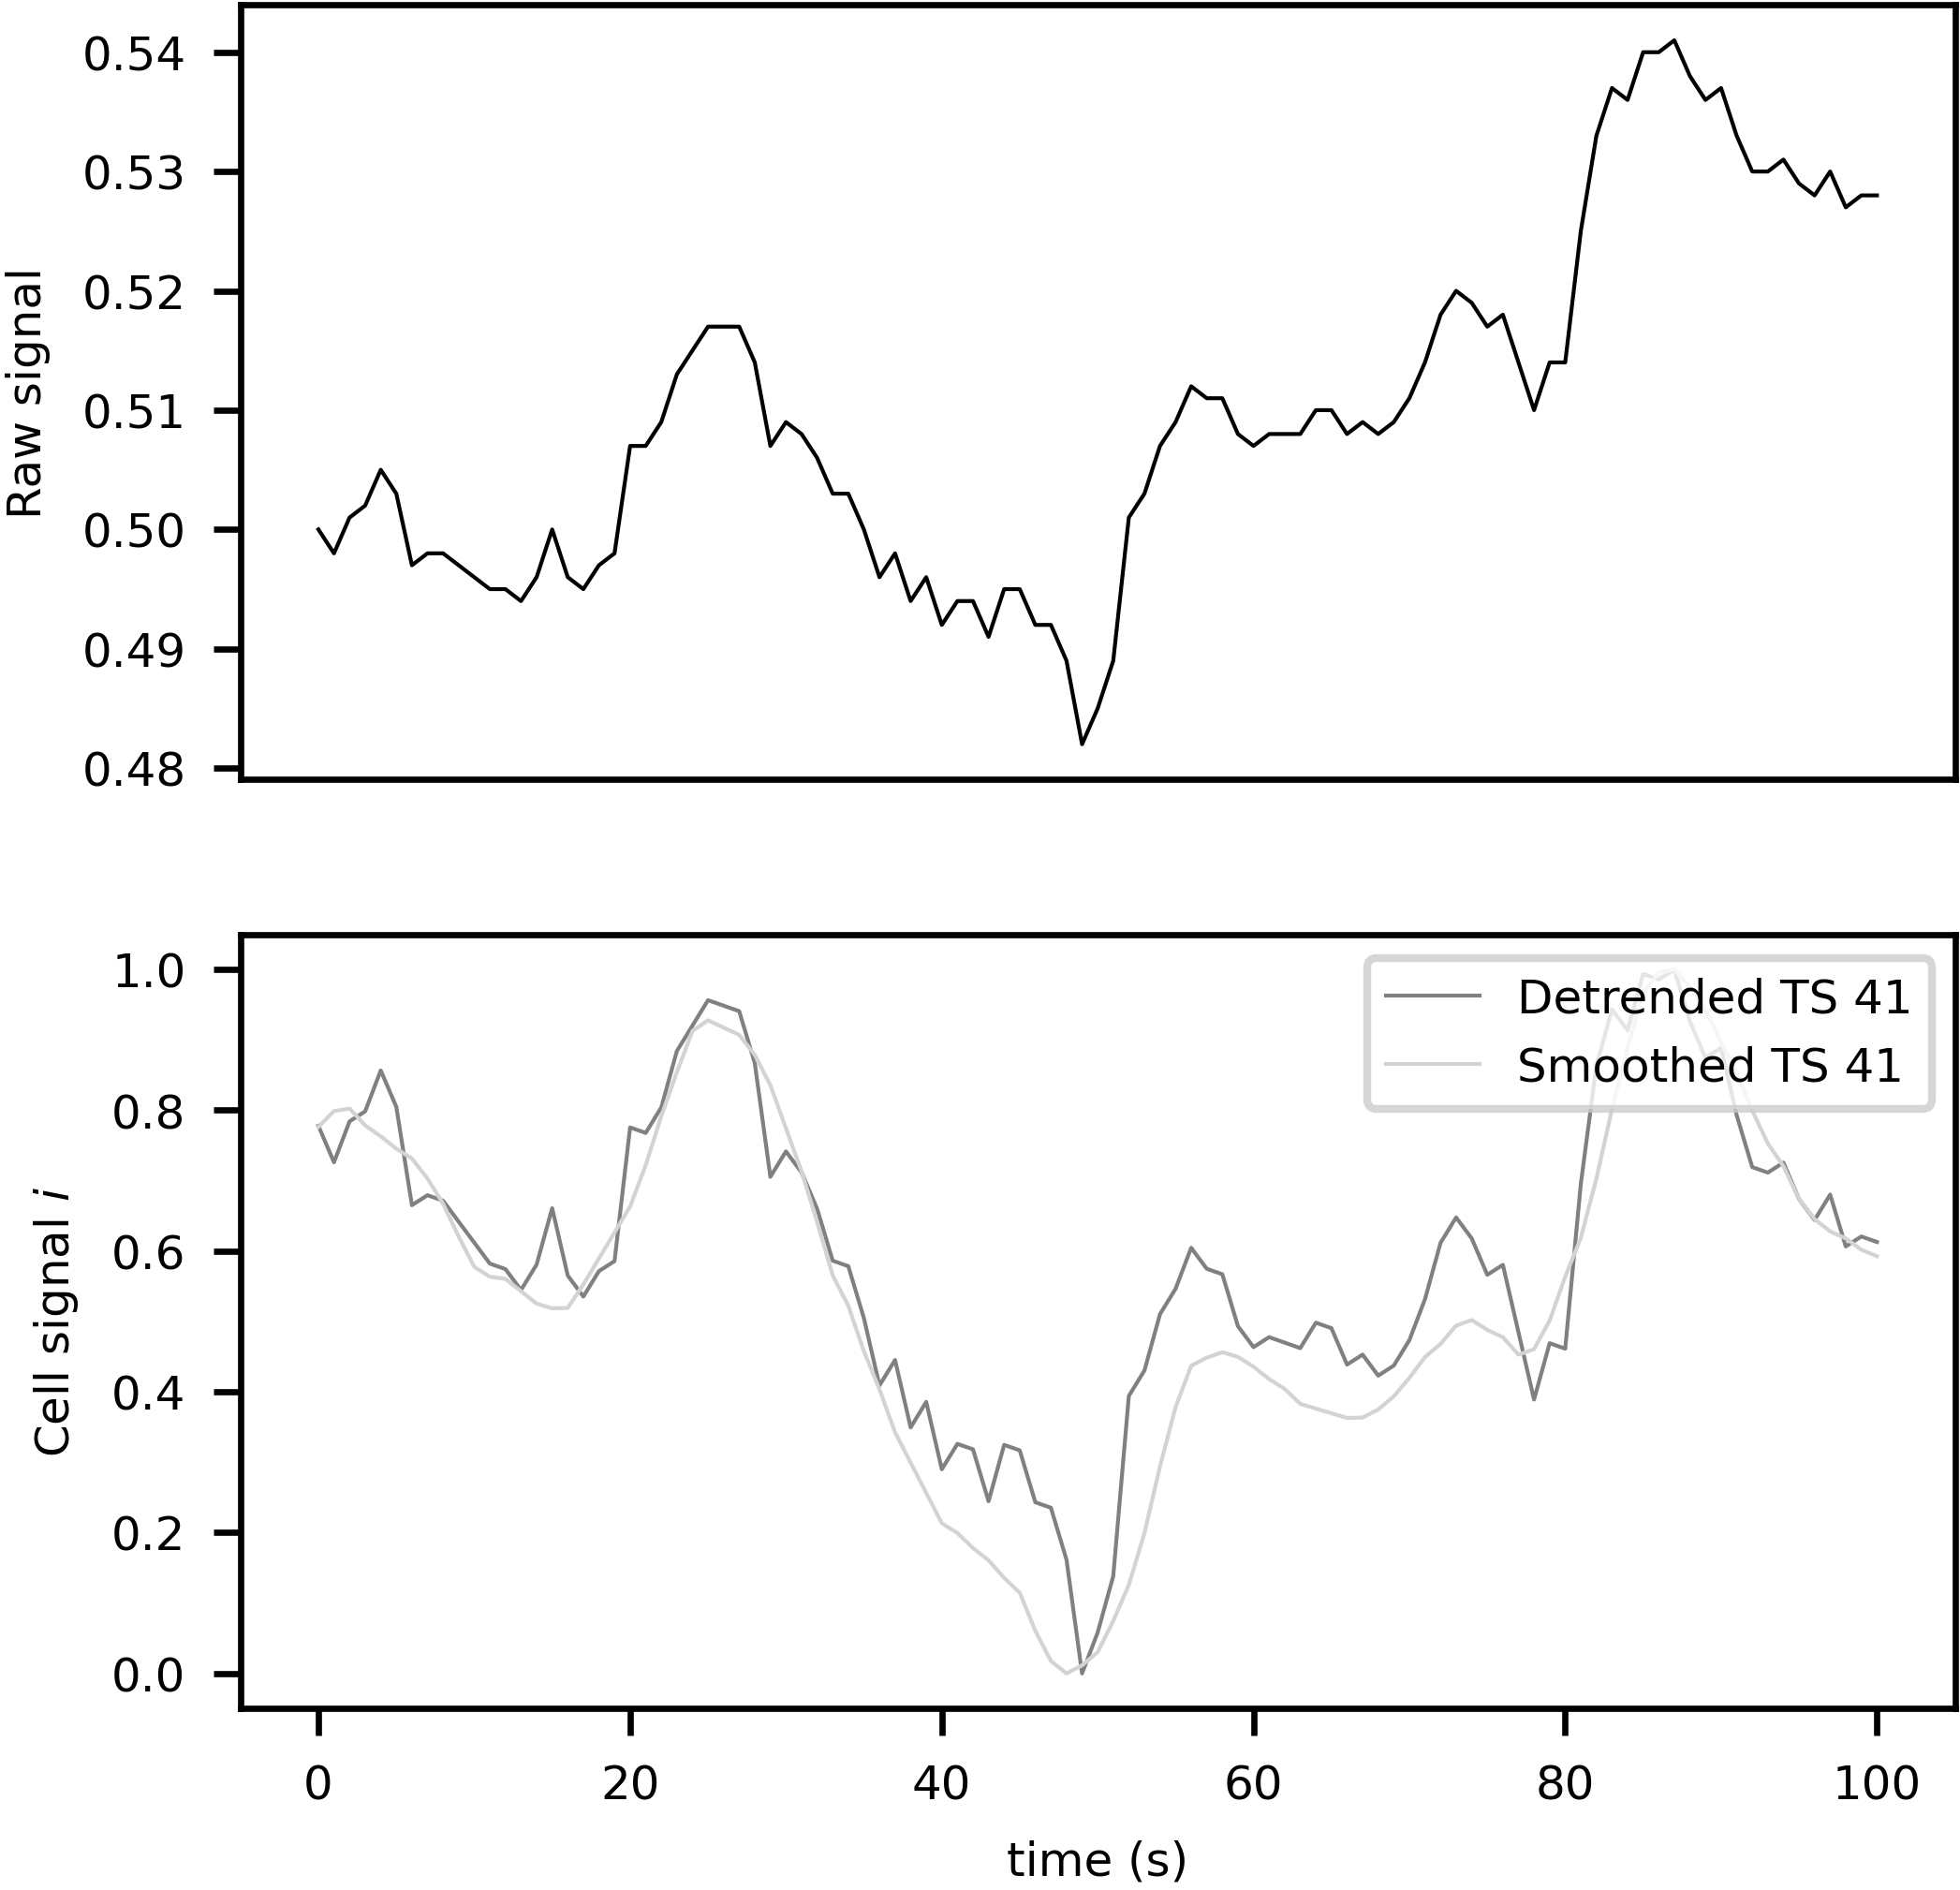 Raw signal
0.54
0.53
0.52
0.51
0.50
0.49
0.48
Cell signal i
1.0
0.8
0.6
0.4
0.2
0.0
Detrended TS 41
Smoothed TS 41
0 20 40 60 80 100
time (s)